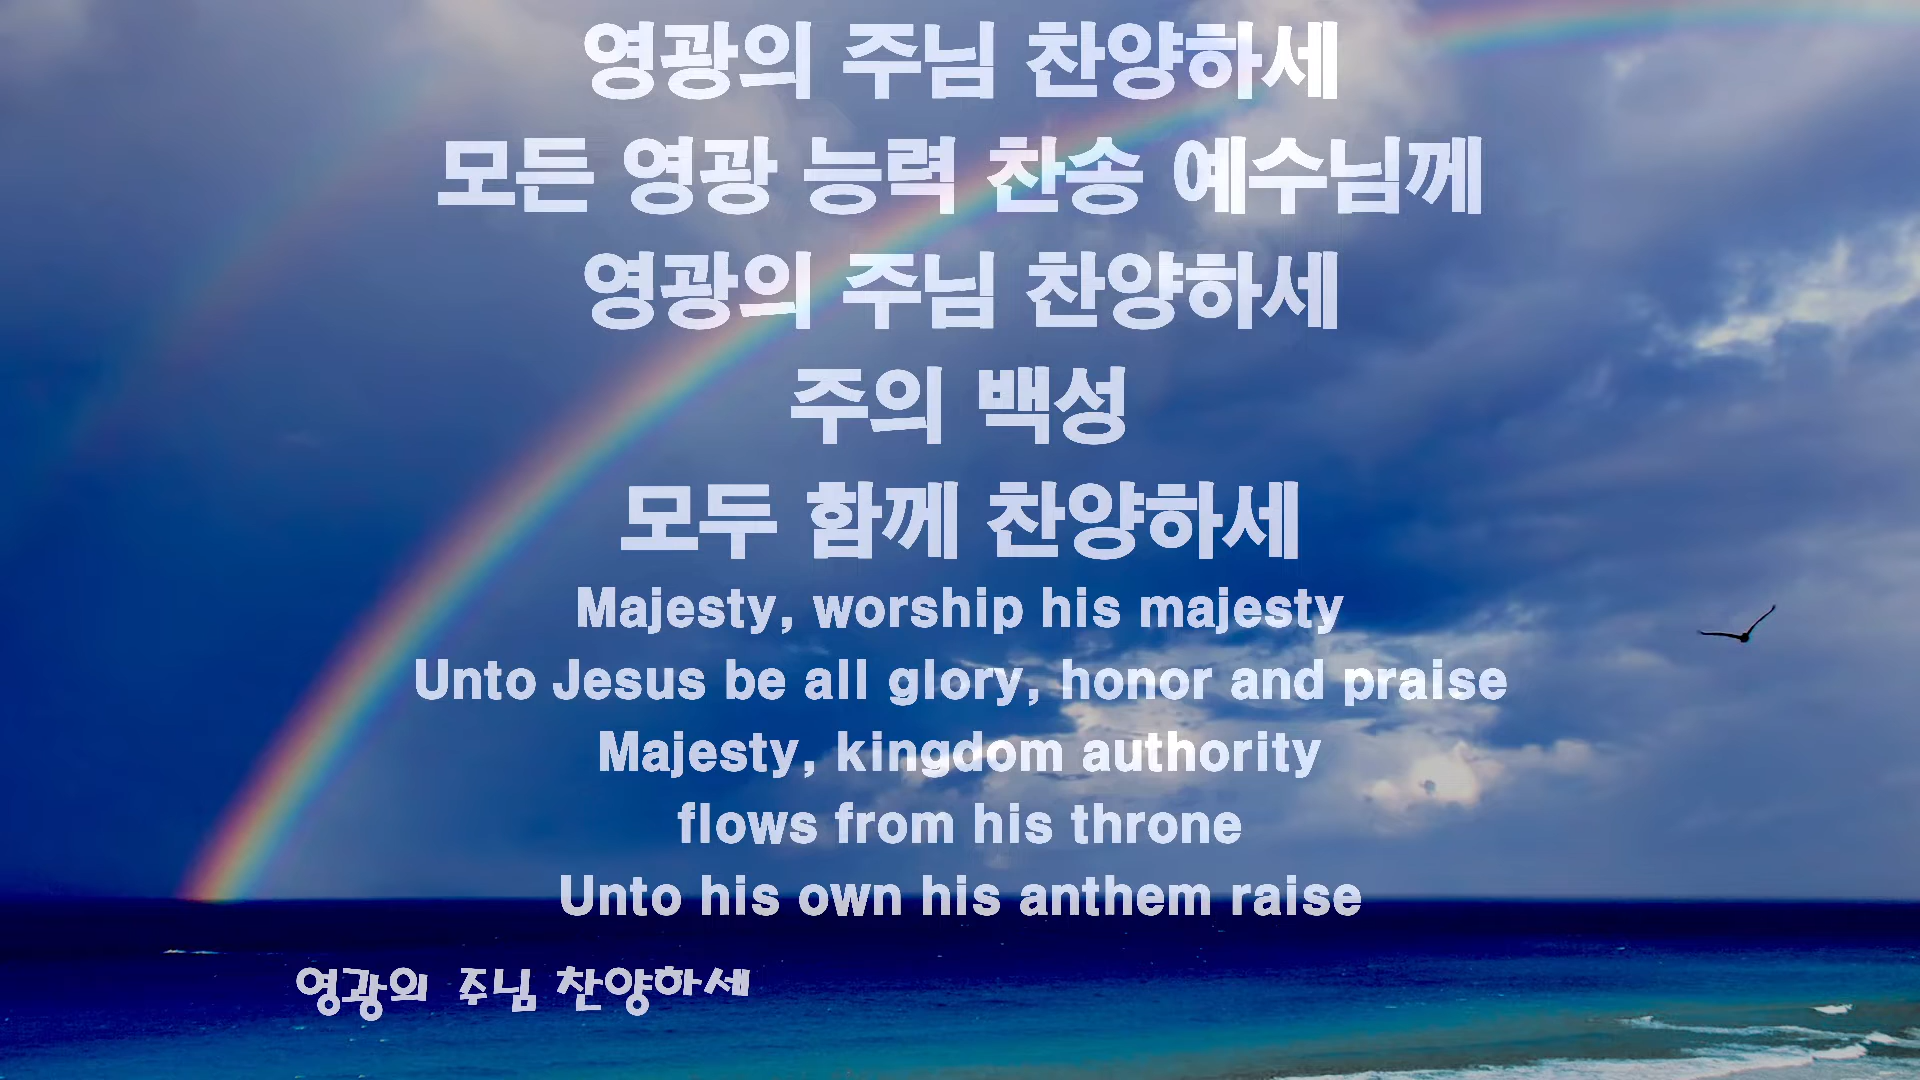 영광의 주님 찬양하세
모든 영광 능력 찬송 예수님께
영광의 주님 찬양하세
주의 백성
모두 함께 찬양하세
Majesty, worship his majesty
Unto Jesus be all glory, honor and praise
Majesty, kingdom authority
flows from his throne
Unto his own his anthem raise
영광의 주님 찬양하세